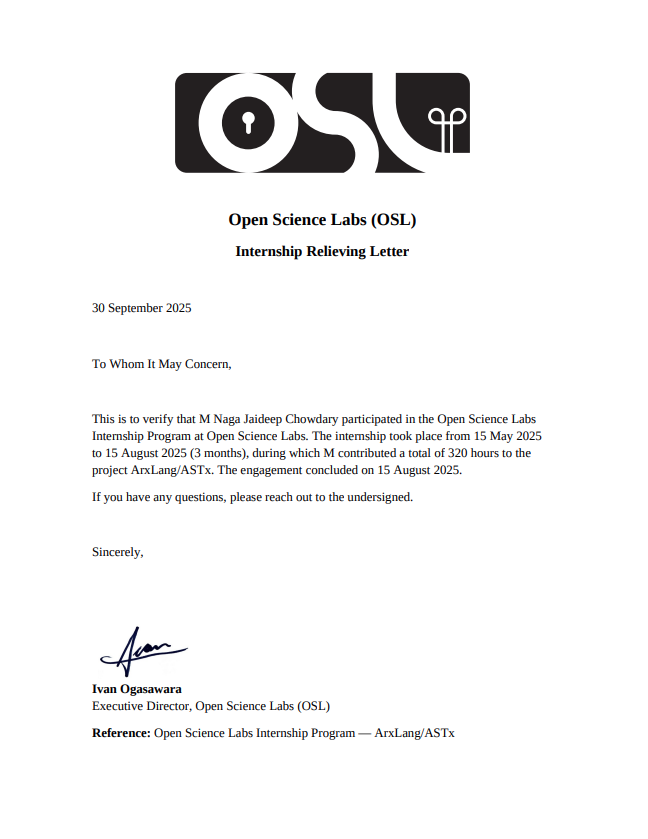 OSL
Open Science Labs (OSL)
Internship Relieving Letter
30 September 2025
To Whom It May Concern,
This is to verify that M Naga Jaideep Chowdary participated in the Open Science Labs
Internship Program at Open Science Labs. The internship took place from 15 May 2025
to 15 August 2025 (3 months), during which M contributed a total of 320 hours to the
project ArxLang/ASTx. The engagement concluded on 15 August 2025.
If you have any questions, please reach out to the undersigned.
Sincerely,
Ivan
Ivan Ogasawara
Executive Director, Open Science Labs (OSL)
Reference: Open Science Labs Internship Program — ArxLang/ASTx